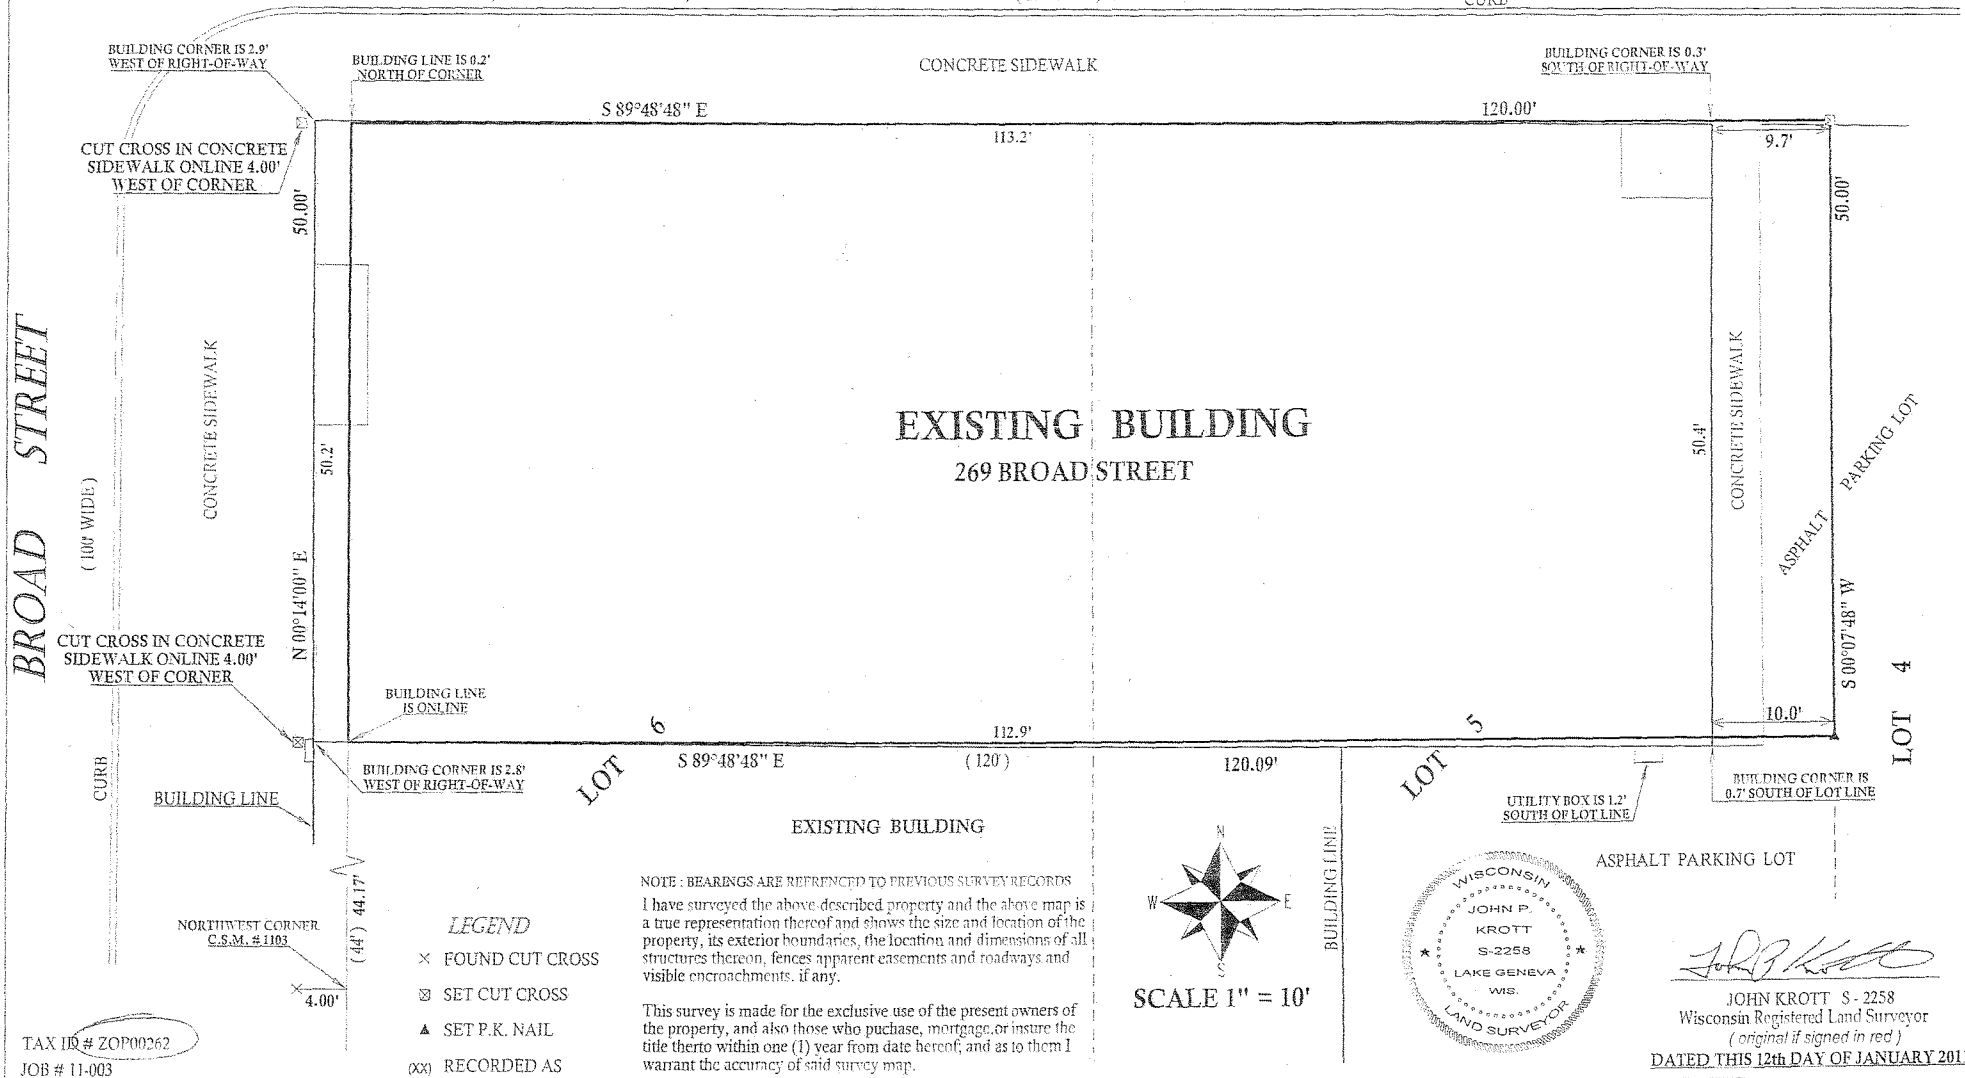 CURB
BUILDING CORNER IS 2.9'
WEST OF RIGHT-OF-WAY
BUILDING LINE IS 0.2'
NORTH OF CORNER
CONCRETE SIDEWALK
BUILDING CORNER IS 0.3'
SOUTH OF RIGHT-OF-WAY
S 89°48'48" E
120.00'
113.2'
9.7'
CUT CROSS IN CONCRETE
SIDEWALK ONLINE 4.00'
WEST OF CORNER
50.00'
50.00'
BROAD STREET
( 100' WIDE )
CONCRETE SIDEWALK
50.2'
N 00°14'00" E
EXISTING BUILDING
269 BROAD STREET
50.4'
CONCRETE SIDEWALK
ASPHALT PARKING LOT
S 00°07'48" W
LOT 4
CUT CROSS IN CONCRETE
SIDEWALK ONLINE 4.00'
WEST OF CORNER
BUILDING LINE
IS ONLINE
10.0'
112.9'
S 89°48'48" E
( 120' )
120.09'
LOT 6
LOT 5
BUILDING CORNER IS 2.8'
WEST OF RIGHT-OF-WAY
CURB
BUILDING LINE
UTILITY BOX IS 1.2'
SOUTH OF LOT LINE
BUILDING CORNER IS
0.7' SOUTH OF LOT LINE
EXISTING BUILDING
BUILDING LINE
ASPHALT PARKING LOT
( 44' ) 44.17'
NORTHWEST CORNER
C.S.M. # 1103
4.00'
LEGEND
× FOUND CUT CROSS
⊠ SET CUT CROSS
▲ SET P.K. NAIL
(XX) RECORDED AS
NOTE : BEARINGS ARE REFRENCED TO PREVIOUS SURVEY RECORDS
I have surveyed the above-described property and the above map is
a true representation thereof and shows the size and location of the
property, its exterior boundaries, the location and dimensions of all
structures thereon, fences apparent easements and roadways and
visible encroachments, if any.
This survey is made for the exclusive use of the present owners of
the property, and also those who puchase, mortgage,or insure the
title therto within one (1) year from date hereof; and as to them I
warrant the accuracy of said survey map.
N
W
E
S
SCALE 1" = 10'
WISCONSIN
JOHN P.
KROTT
S-2258
LAKE GENEVA
WIS.
LAND SURVEYOR
John P Krott
JOHN KROTT S - 2258
Wisconsin Registered Land Surveyor
( original if signed in red )
DATED THIS 12th DAY OF JANUARY 201
TAX ID # ZOP00262
JOB # 11-003